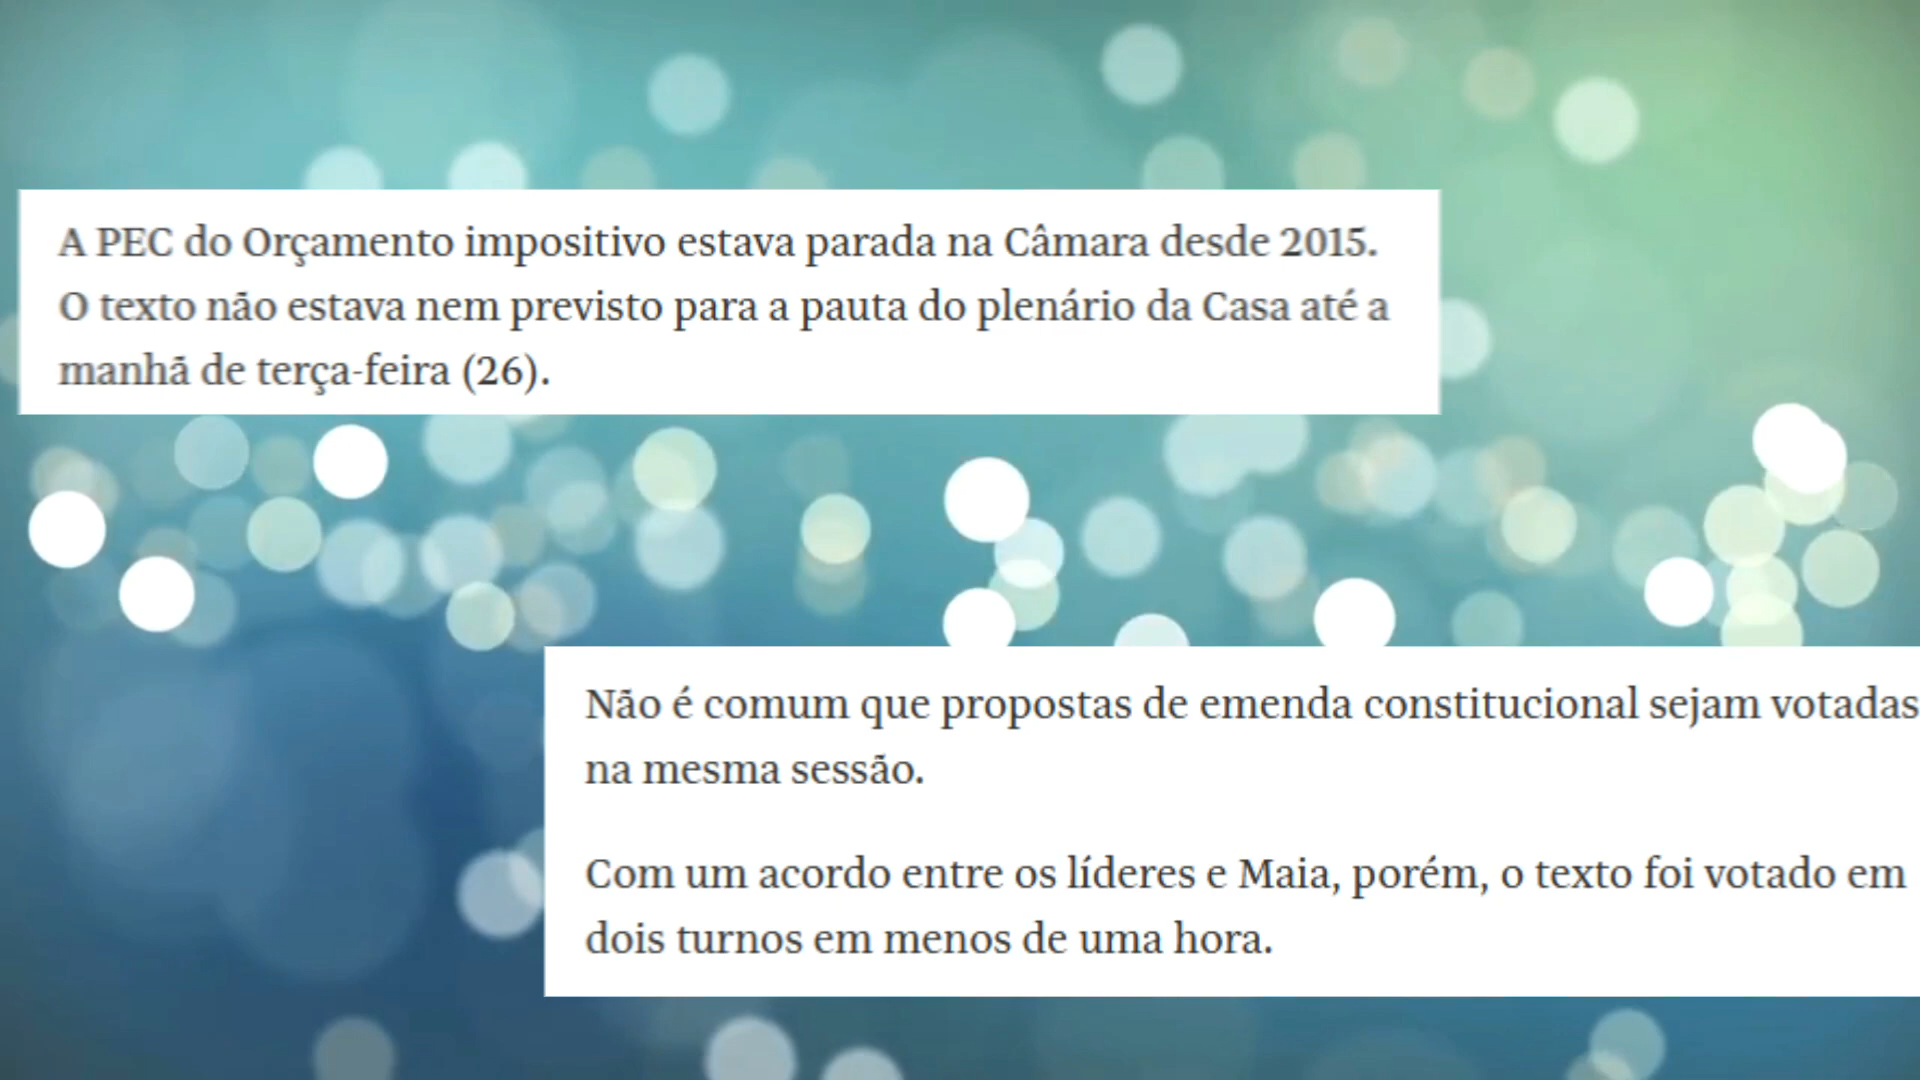 A PEC do Orçamento impositivo estava parada na Câmara desde 2015.
O texto não estava nem previsto para a pauta do plenário da Casa até a
manhã de terça-feira (26).
Não é comum que propostas de emenda constitucional sejam votadas
na mesma sessão.
Com um acordo entre os líderes e Maia, porém, o texto foi votado em
dois turnos em menos de uma hora.